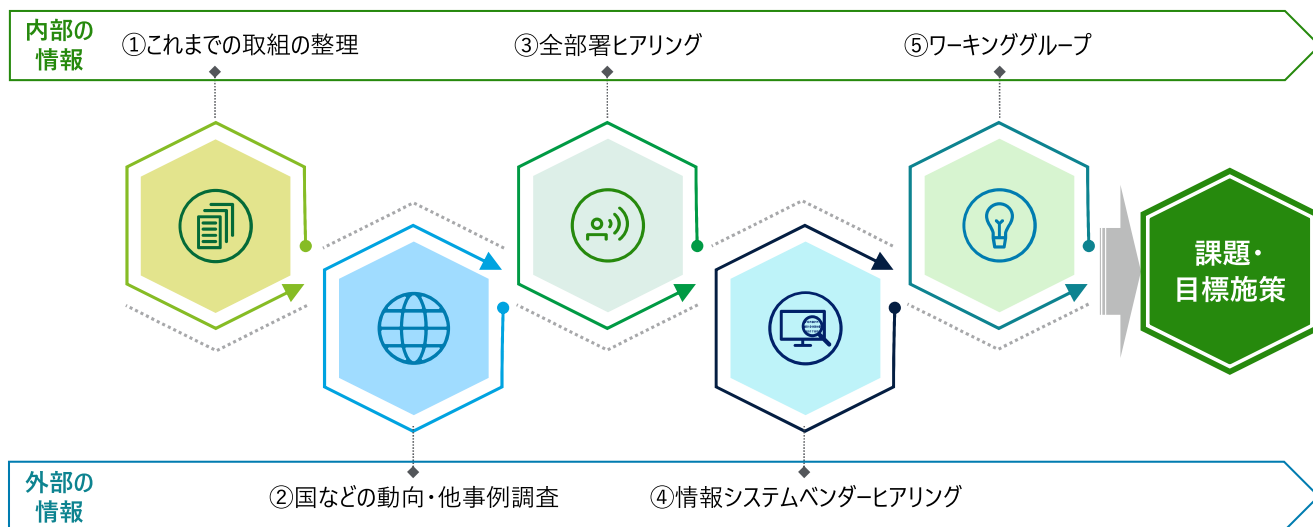 内部の
情報
①これまでの取組の整理
③全部署ヒアリング
⑤ワーキンググループ
課題・
目標施策
外部の
情報
②国などの動向・他事例調査
④情報システムベンダーヒアリング